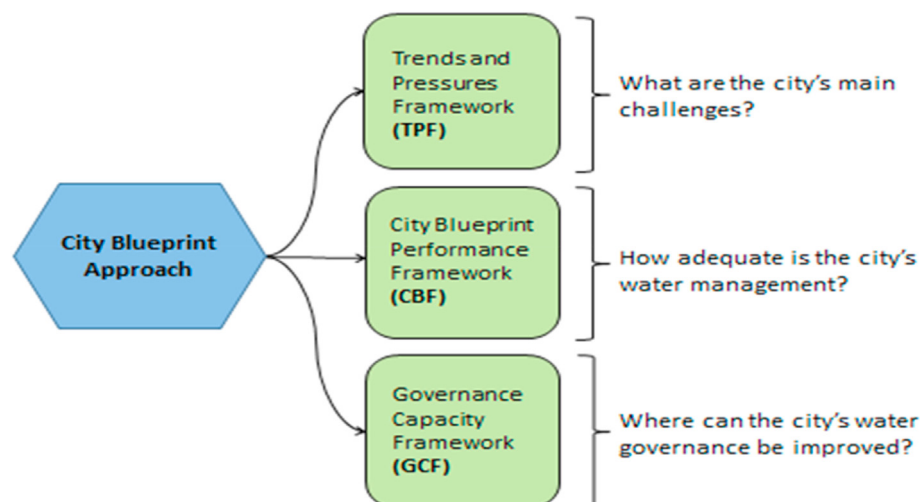 City Blueprint
Approach
Trends and
Pressures
Framework
(TPF)
What are the city's main
challenges?
City Blueprint
Performance
Framework
(CBF)
How adequate is the city's
water management?
Governance
Capacity
Framework
(GCF)
Where can the city's water
governance be improved?